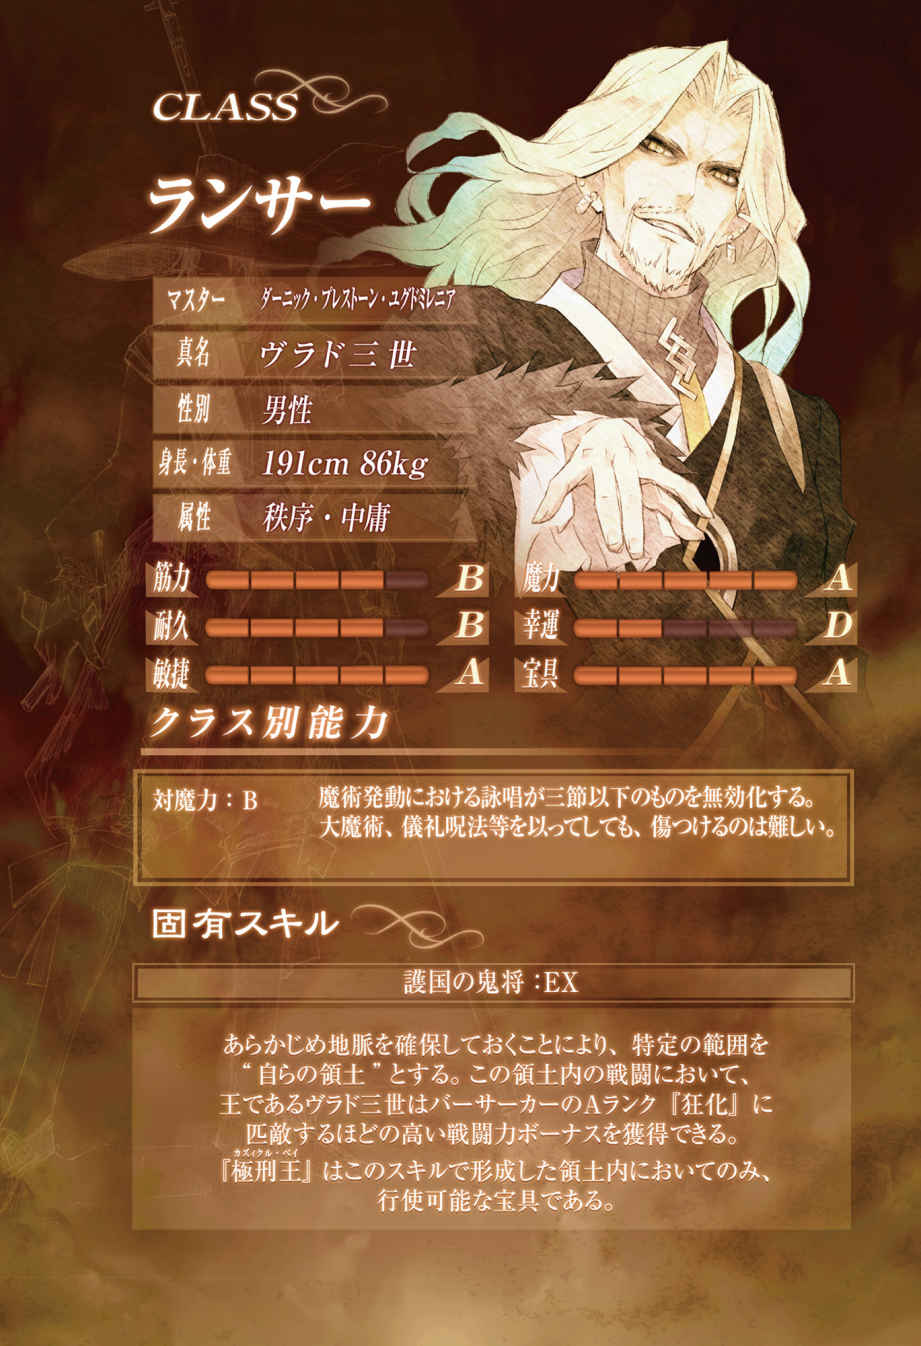 CLASS
ランサー
マスター ダーニック・プレストーン・ユグドミレニア
真名 ヴラド三世
性別 男性
身長・体重 191cm 86kg
属性 秩序・中庸
筋力 B 魔力 A
耐久 B 幸運 D
敏捷 A 宝具 A
クラス別能力
対魔力：B 魔術発動における詠唱が三節以下のものを無効化する。
大魔術、儀礼呪法等を以ってしても、傷つけるのは難しい。
固有スキル
護国の鬼将：EX
あらかじめ地脈を確保しておくことにより、特定の範囲を
“自らの領土”とする。この領土内の戦闘において、
王であるヴラド三世はバーサーカーのAランク『狂化』に
匹敵するほどの高い戦闘力ボーナスを獲得できる。
カズィクル・ベイ
『極刑王』はこのスキルで形成した領土内においてのみ、
行使可能な宝具である。